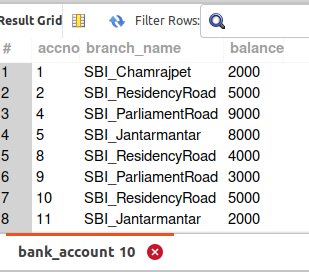 Result Grid Filter Rows:
# accno branch_name balance
1 1 SBI_Chamrajpet 2000
2 2 SBI_ResidencyRoad 5000
3 4 SBI_ParliamentRoad 9000
4 5 SBI_Jantarmantar 8000
5 8 SBI_ResidencyRoad 4000
6 9 SBI_ParliamentRoad 3000
7 10 SBI_ResidencyRoad 5000
8 11 SBI_Jantarmantar 2000
bank_account 10